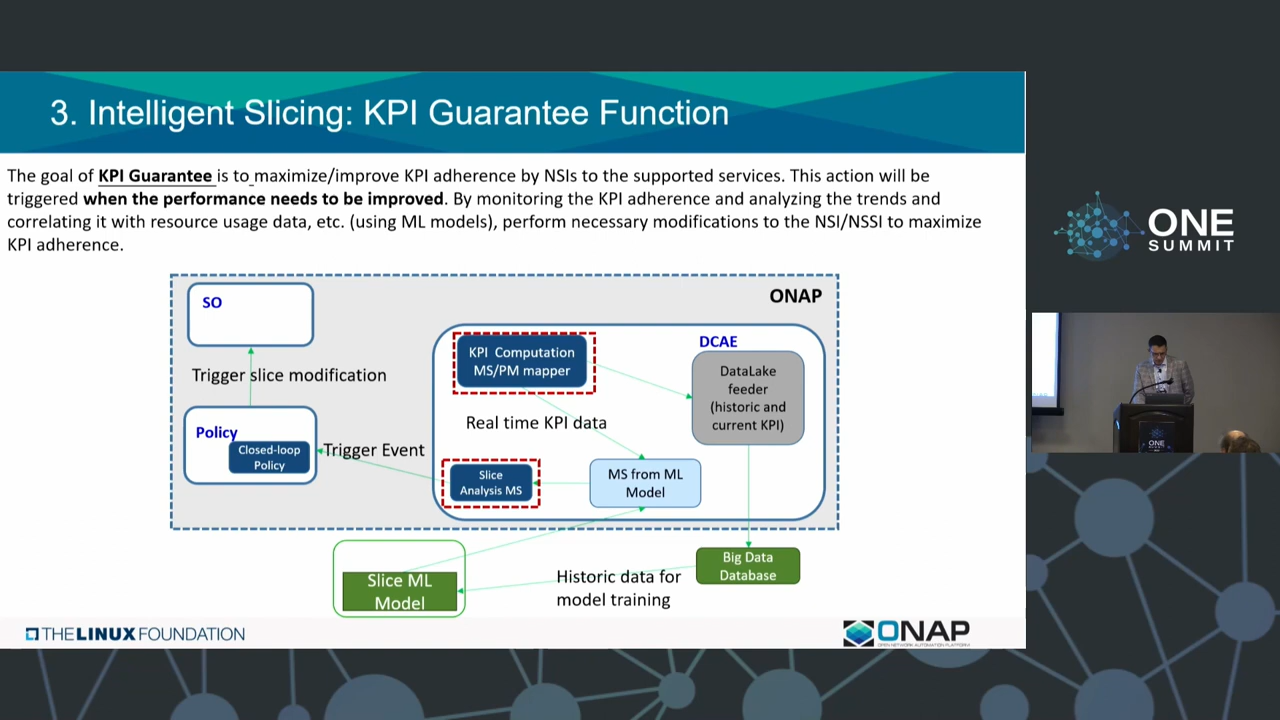 3. Intelligent Slicing: KPI Guarantee Function
The goal of KPI Guarantee is to maximize/improve KPI adherence by NSIs to the supported services. This action will be
triggered when the performance needs to be improved. By monitoring the KPI adherence and analyzing the trends and
correlating it with resource usage data, etc. (using ML models), perform necessary modifications to the NSI/NSSI to maximize
KPI adherence.
ONAP
SO
Trigger slice modification
Policy
Closed-loop
Policy
Trigger Event
KPI Computation
MS/PM mapper
DCAE
DataLake
feeder
(historic and
current KPI)
Real time KPI data
Slice
Analysis MS
MS from ML
Model
Slice ML
Model
Historic data for
model training
Big Data
Database
THE LINUX FOUNDATION
ONAP
OPEN NETWORK AUTOMATION PLATFORM
ONE
SUMMIT
ONE